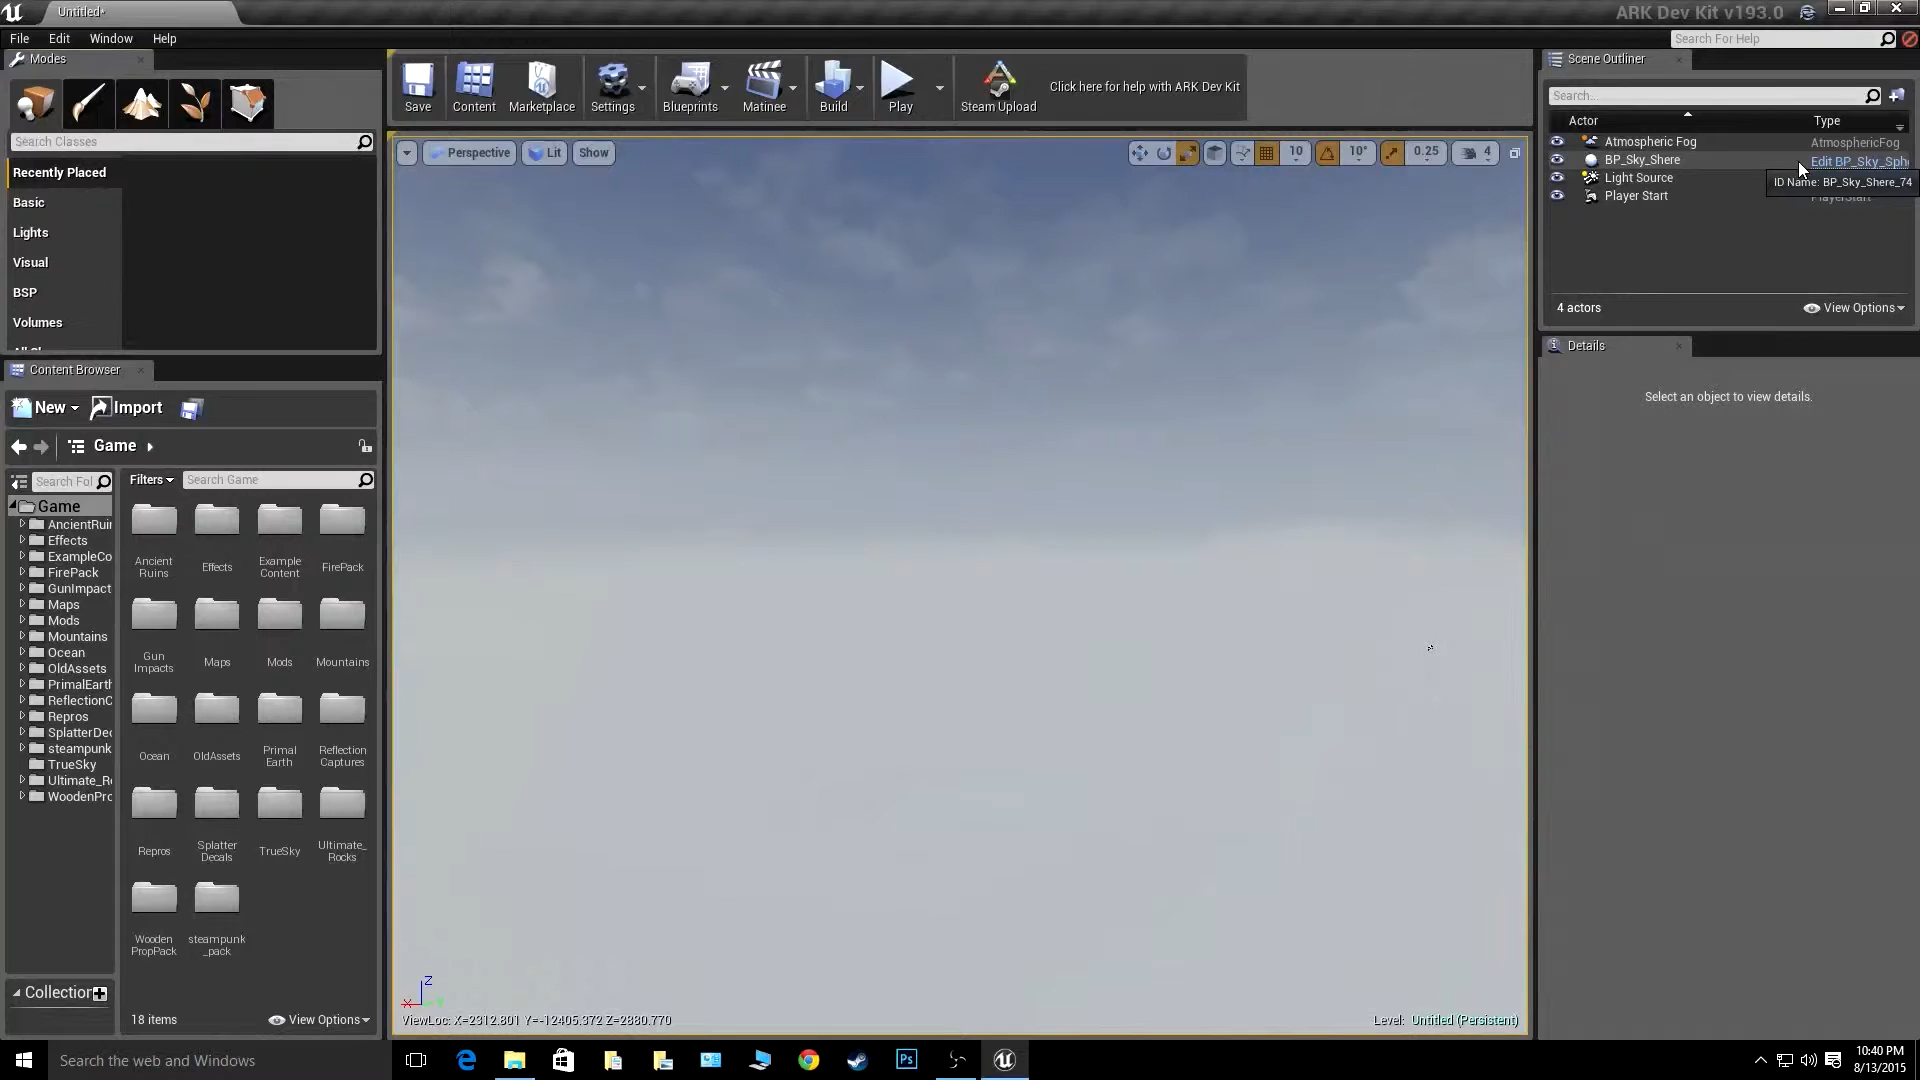 Untitled*
ARK Dev Kit v193.0
File Edit Window Help
Search For Help
Modes
Search Classes
Recently Placed
Basic
Lights
Visual
BSP
Volumes
Save
Content
Marketplace
Settings
Blueprints
Matinee
Build
Play
Steam Upload
Click here for help with ARK Dev Kit
Perspective
Lit
Show
10
10°
0.25
4
Scene Outliner
Search...
Actor Type
Atmospheric Fog AtmosphericFog
BP_Sky_Shere Edit BP_Sky_Sph
ID Name: BP_Sky_Shere_74
Light Source
Player Start PlayerStart
4 actors
View Options
Details
Select an object to view details.
Content Browser
New Import
Game
Search Fol
Filters
Search Game
Game
AncientRui
Effects
ExampleCo
FirePack
GunImpact
Maps
Mods
Mountains
Ocean
OldAssets
PrimalEarth
ReflectionC
Repros
SplatterDec
steampunk
TrueSky
Ultimate_R
WoodenPro
Ancient Ruins
Effects
Example Content
FirePack
Gun Impacts
Maps
Mods
Mountains
Ocean
OldAssets
Primal Earth
Reflection Captures
Repros
Splatter Decals
TrueSky
Ultimate_ Rocks
Wooden PropPack
steampunk _pack
Collection
18 items
View Options
Z
X
Y
ViewLoc: X=2312.801 Y=-12405.372 Z=2880.770
Level: Untitled (Persistent)
Search the web and Windows
Ps
10:40 PM
8/13/2015